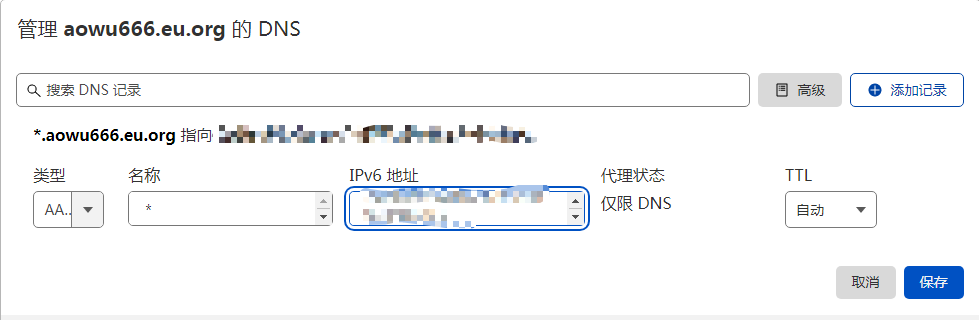 管理 aowu666.eu.org 的 DNS
搜索 DNS 记录
高级
添加记录
*.aowu666.eu.org 指向
类型
名称
IPv6 地址
代理状态
TTL
AA..
*
仅限 DNS
自动
取消
保存